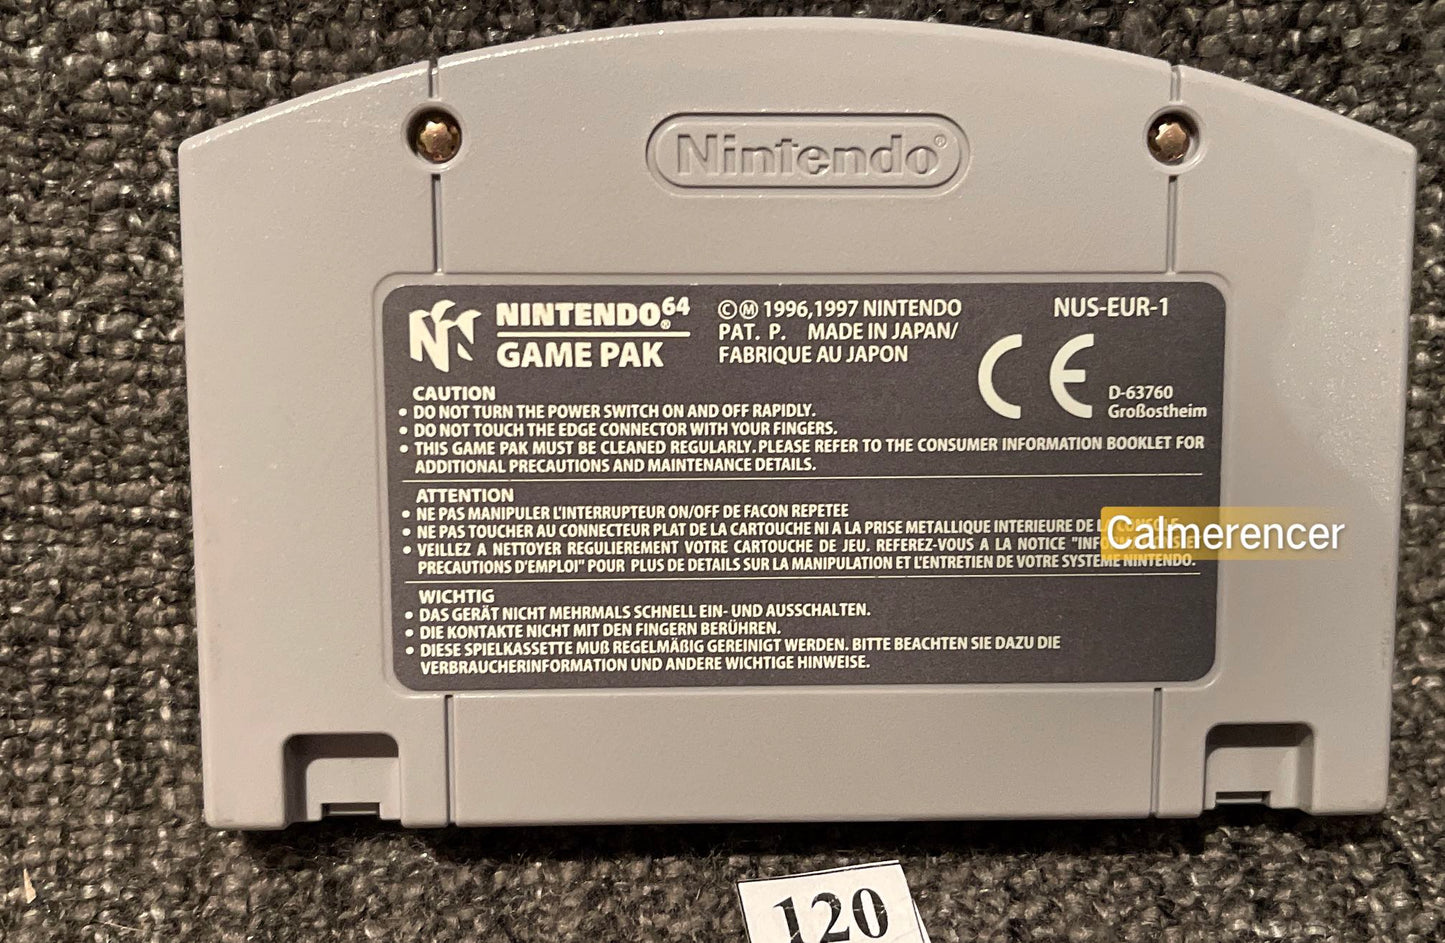 Nintendo®
NINTENDO64®
GAME PAK
©Ⓜ 1996,1997 NINTENDO
PAT. P. MADE IN JAPAN/
FABRIQUE AU JAPON
NUS-EUR-1
CE
D-63760
Großostheim
CAUTION
• DO NOT TURN THE POWER SWITCH ON AND OFF RAPIDLY.
• DO NOT TOUCH THE EDGE CONNECTOR WITH YOUR FINGERS.
• THIS GAME PAK MUST BE CLEANED REGULARLY. PLEASE REFER TO THE CONSUMER INFORMATION BOOKLET FOR
ADDITIONAL PRECAUTIONS AND MAINTENANCE DETAILS.
ATTENTION
• NE PAS MANIPULER L'INTERRUPTEUR ON/OFF DE FACON REPETEE
• NE PAS TOUCHER AU CONNECTEUR PLAT DE LA CARTOUCHE NI A LA PRISE METALLIQUE INTERIEURE DE LA CONSOLE.
• VEILLEZ A NETTOYER REGULIEREMENT VOTRE CARTOUCHE DE JEU. REFEREZ-VOUS A LA NOTICE
PRECAUTIONS D'EMPLOI" POUR PLUS DE DETAILS SUR LA MANIPULATION ET L'ENTRETIEN DE VOTRE SYSTEME NINTENDO.
Calmerencer
WICHTIG
• DAS GERÄT NICHT MEHRMALS SCHNELL EIN- UND AUSSCHALTEN.
• DIE KONTAKTE NICHT MIT DEN FINGERN BERÜHREN.
• DIESE SPIELKASSETTE MUß REGELMÄßIG GEREINIGT WERDEN. BITTE BEACHTEN SIE DAZU DIE
VERBRAUCHERINFORMATION UND ANDERE WICHTIGE HINWEISE.
120